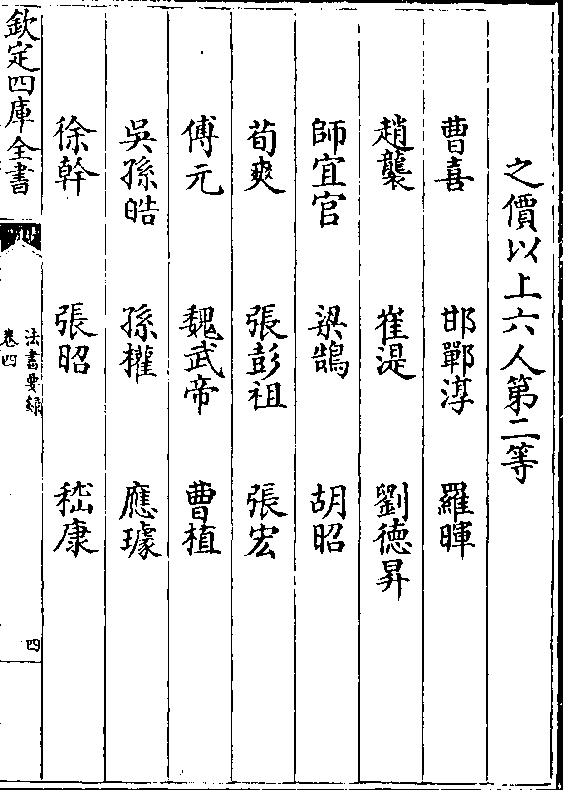 之價以上六人第二等
曹喜　邯鄲淳　羅暉
趙襲　崔湜　劉德昇
師宜官　梁鵠　胡昭
荀爽　張彭祖　張宏
傅元　魏武帝　曹植
吳孫晧　孫權　應璩
徐幹　張昭　嵇康
欽定四庫全書
法書要録
卷四
四